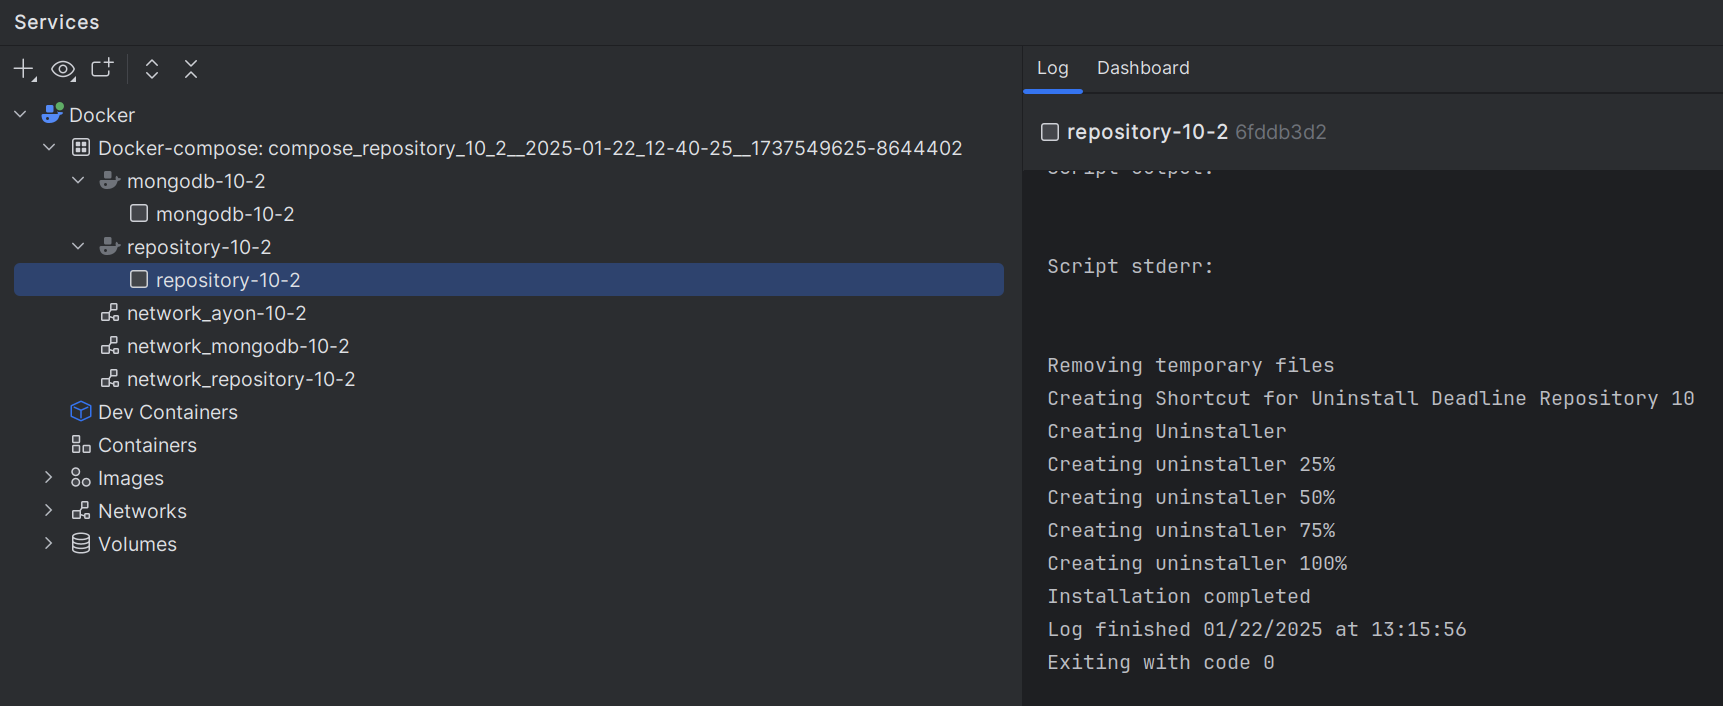 Services
Docker
Docker-compose: compose_repository_10_2__2025-01-22_12-40-25__1737549625-8644402
mongodb-10-2
mongodb-10-2
repository-10-2
repository-10-2
network_ayon-10-2
network_mongodb-10-2
network_repository-10-2
Dev Containers
Containers
Images
Networks
Volumes
Log Dashboard
repository-10-2 6fddb3d2
Script output:
Script stderr:
Removing temporary files
Creating Shortcut for Uninstall Deadline Repository 10
Creating Uninstaller
Creating uninstaller 25%
Creating uninstaller 50%
Creating uninstaller 75%
Creating uninstaller 100%
Installation completed
Log finished 01/22/2025 at 13:15:56
Exiting with code 0